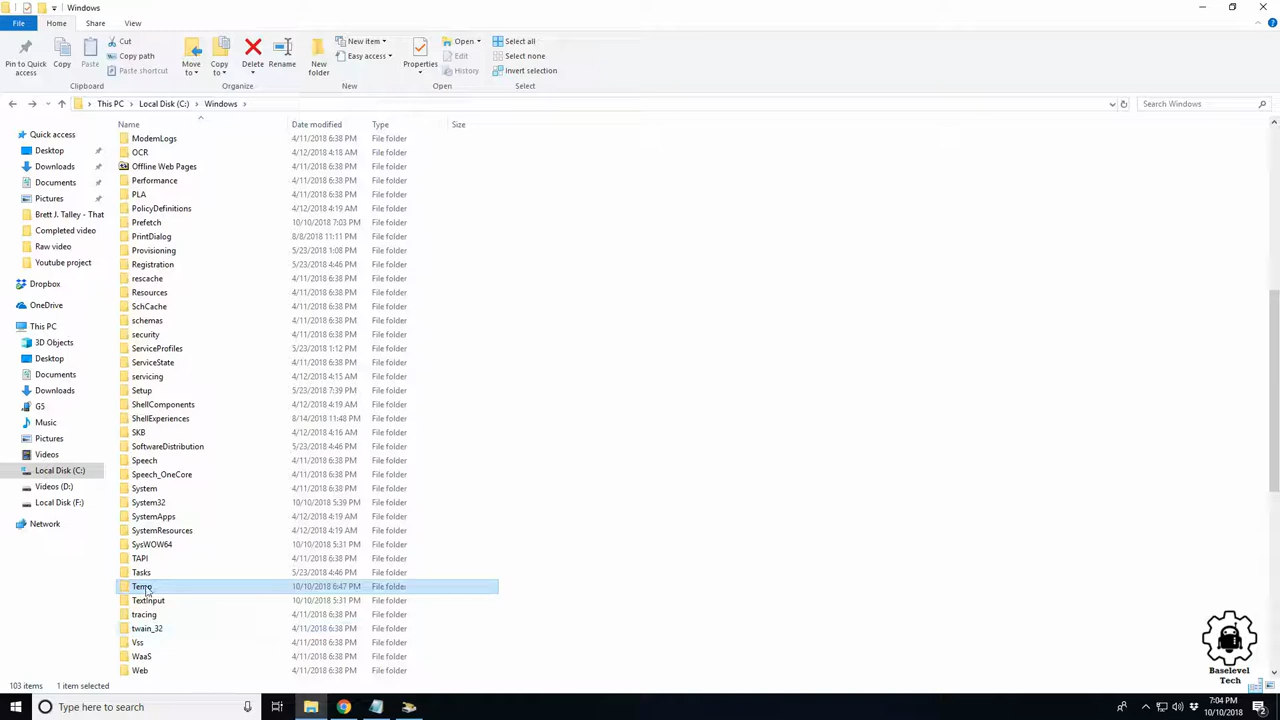 Windows
File Home Share View
Pin to Quick access
Copy
Paste
Cut
Copy path
Paste shortcut
Clipboard
Move to
Copy to
Delete
Rename
Organize
New folder
New item
Easy access
New
Properties
Open
Edit
History
Open
Select all
Select none
Invert selection
Select
This PC > Local Disk (C:) > Windows >
Search Windows
Quick access
Desktop
Downloads
Documents
Pictures
Brett J. Talley - That
Completed video
Raw video
Youtube project
Dropbox
OneDrive
This PC
3D Objects
Desktop
Documents
Downloads
G5
Music
Pictures
Videos
Local Disk (C:)
Videos (D:)
Local Disk (F:)
Network
Name Date modified Type Size
ModemLogs 4/11/2018 6:38 PM File folder
OCR 4/12/2018 4:18 AM File folder
Offline Web Pages 4/11/2018 6:38 PM File folder
Performance 4/11/2018 6:38 PM File folder
PLA 4/11/2018 6:38 PM File folder
PolicyDefinitions 4/12/2018 4:19 AM File folder
Prefetch 10/10/2018 7:03 PM File folder
PrintDialog 8/8/2018 11:11 PM File folder
Provisioning 5/23/2018 1:08 PM File folder
Registration 5/23/2018 4:46 PM File folder
rescache 4/11/2018 6:38 PM File folder
Resources 4/11/2018 6:38 PM File folder
SchCache 4/11/2018 6:38 PM File folder
schemas 4/11/2018 6:38 PM File folder
security 4/11/2018 6:38 PM File folder
ServiceProfiles 5/23/2018 1:12 PM File folder
ServiceState 4/11/2018 6:38 PM File folder
servicing 4/12/2018 4:15 AM File folder
Setup 5/23/2018 7:39 PM File folder
ShellComponents 4/12/2018 4:19 AM File folder
ShellExperiences 8/14/2018 11:48 PM File folder
SKB 4/12/2018 4:16 AM File folder
SoftwareDistribution 5/23/2018 4:46 PM File folder
Speech 4/11/2018 6:38 PM File folder
Speech_OneCore 4/11/2018 6:38 PM File folder
System 4/11/2018 6:38 PM File folder
System32 10/10/2018 5:39 PM File folder
SystemApps 4/12/2018 4:19 AM File folder
SystemResources 4/12/2018 4:19 AM File folder
SysWOW64 10/10/2018 5:31 PM File folder
TAPI 4/11/2018 6:38 PM File folder
Tasks 5/23/2018 4:46 PM File folder
Temp 10/10/2018 6:47 PM File folder
TextInput 10/10/2018 5:31 PM File folder
tracing 4/11/2018 6:38 PM File folder
twain_32 4/11/2018 6:38 PM File folder
Vss 4/11/2018 6:38 PM File folder
WaaS 4/11/2018 6:38 PM File folder
Web 4/11/2018 6:38 PM File folder
Baselevel
Tech
103 items 1 item selected
Type here to search
7:04 PM
10/10/2018
2